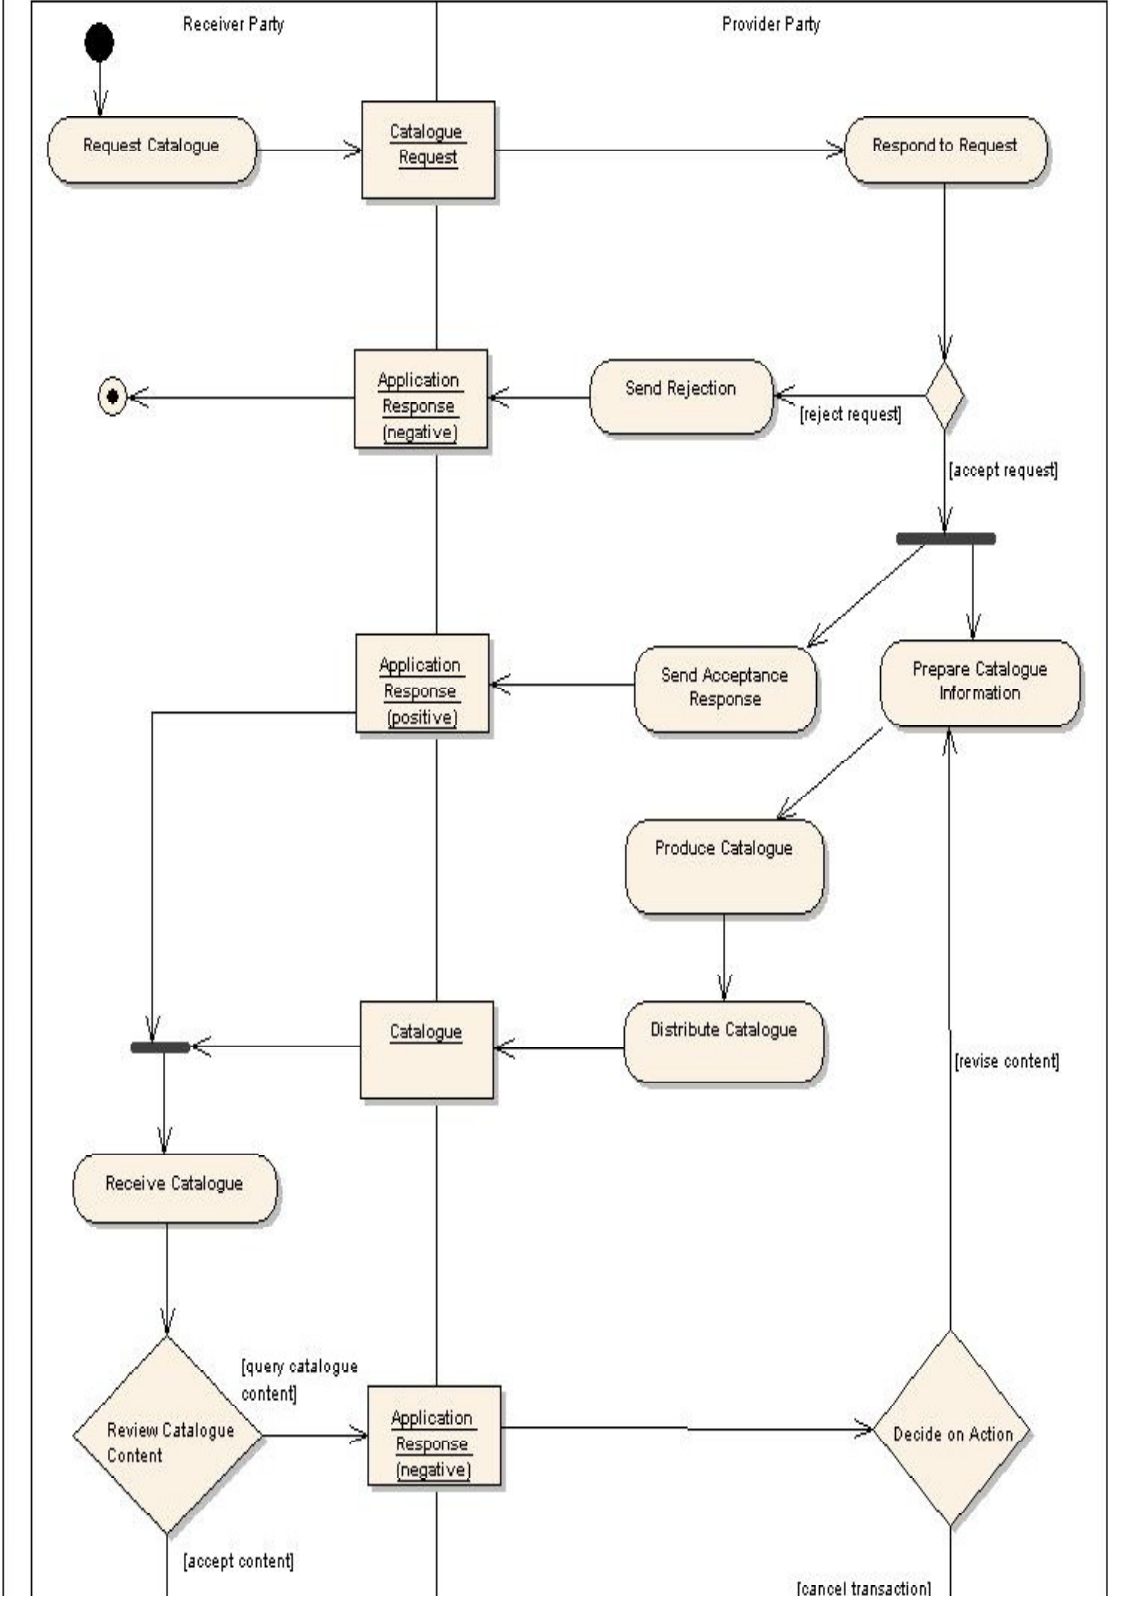 Receiver Party
Provider Party
Request Catalogue
Catalogue
Request
Respond to Request
Application
Response
(negative)
Send Rejection
[reject request]
[accept request]
Application
Response
(positive)
Send Acceptance
Response
Prepare Catalogue
Information
Produce Catalogue
Catalogue
Distribute Catalogue
[revise content]
Receive Catalogue
[query catalogue
content]
Review Catalogue
Content
Application
Response
(negative)
Decide on Action
[accept content]
[cancel transaction]